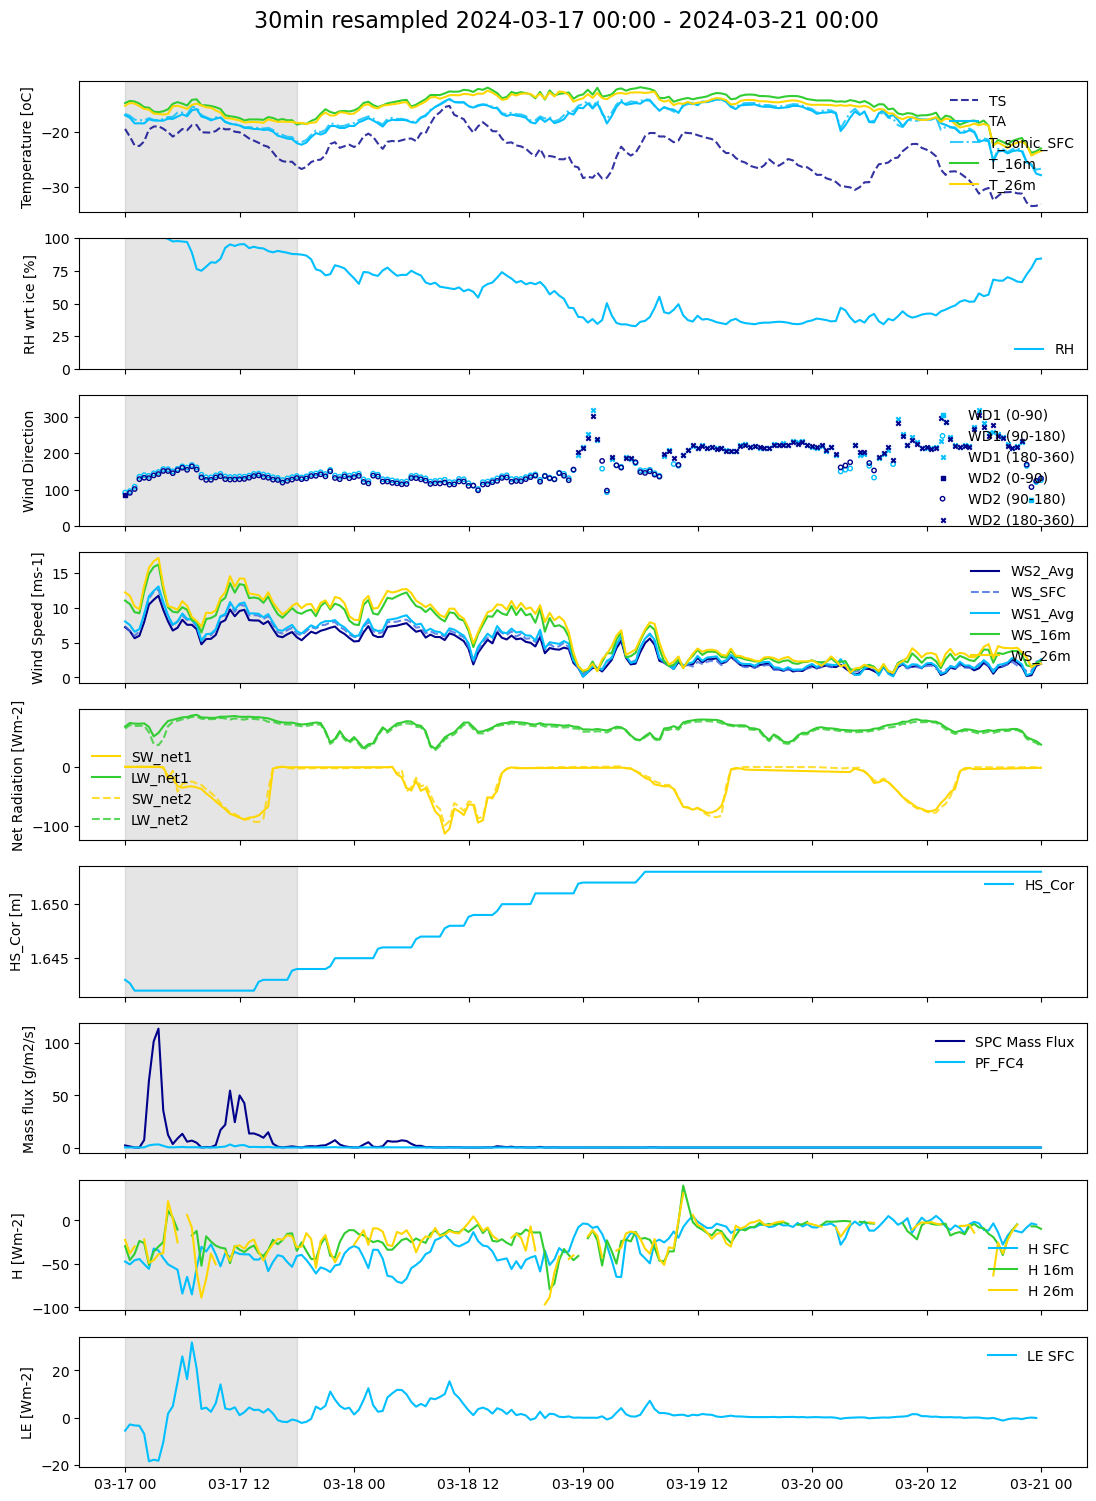 30min resampled 2024-03-17 00:00 - 2024-03-21 00:00
Temperature [oC]
−20
−30
TS
TA
T_sonic_SFC
T_16m
T_26m
RH wrt ice [%]
100
75
50
25
0
RH
Wind Direction
300
200
100
0
WD1 (0-90)
WD1 (90-180)
WD1 (180-360)
WD2 (0-90)
WD2 (90-180)
WD2 (180-360)
Wind Speed [ms-1]
15
10
5
0
WS2_Avg
WS_SFC
WS1_Avg
WS_16m
WS_26m
Net Radiation [Wm-2]
0
−100
SW_net1
LW_net1
SW_net2
LW_net2
HS_Cor [m]
1.650
1.645
HS_Cor
Mass flux [g/m2/s]
100
50
0
SPC Mass Flux
PF_FC4
H [Wm-2]
0
−50
−100
H SFC
H 16m
H 26m
LE [Wm-2]
20
0
−20
LE SFC
03-17 00 03-17 12 03-18 00 03-18 12 03-19 00 03-19 12 03-20 00 03-20 12 03-21 00